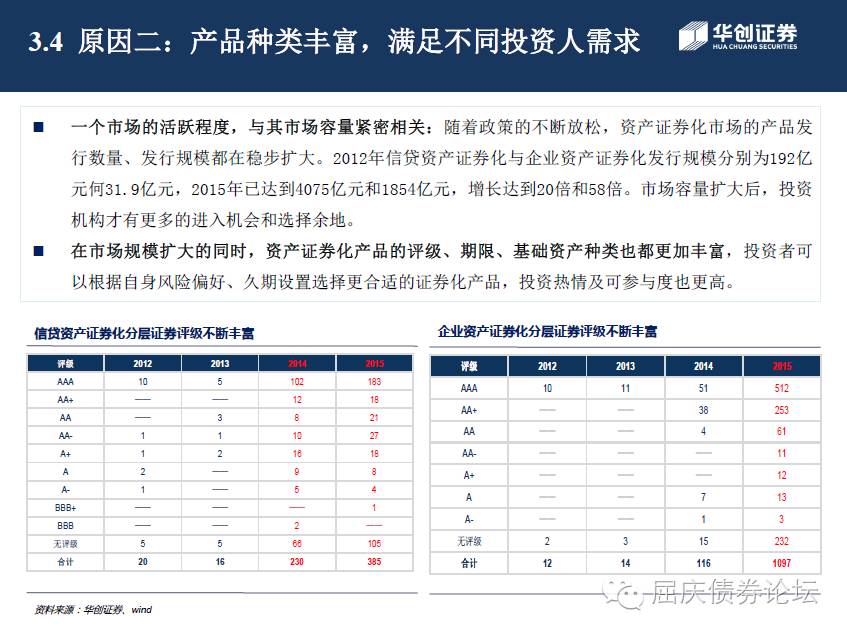 3.4 原因二：产品种类丰富，满足不同投资人需求
华创证券
HUA CHUANG SECURITIES
■ 一个市场的活跃程度，与其市场容量紧密相关：随着政策的不断放松，资产证券化市场的产品发
行数量、发行规模都在稳步扩大。2012年信贷资产证券化与企业资产证券化发行规模分别为192亿
元何31.9亿元，2015年已达到4075亿元和1854亿元，增长达到20倍和58倍。市场容量扩大后，投资
机构才有更多的进入机会和选择余地。
■ 在市场规模扩大的同时，资产证券化产品的评级、期限、基础资产种类也都更加丰富，投资者可
以根据自身风险偏好、久期设置选择更合适的证券化产品，投资热情及可参与度也更高。
信贷资产证券化分层证券评级不断丰富
评级 2012 2013 2014 2015
AAA 10 5 102 183
AA+ —— —— 12 18
AA —— 3 8 21
AA- 1 1 10 27
A+ 1 2 16 18
A 2 —— 9 8
A- 1 —— 5 4
BBB+ —— —— —— 1
BBB —— —— 2 ——
无评级 5 5 66 105
合计 20 16 230 385
企业资产证券化分层证券评级不断丰富
评级 2012 2013 2014 2015
AAA 10 11 51 512
AA+ —— —— 38 253
AA —— —— 4 61
AA- —— —— —— 11
A+ —— —— —— 12
A —— —— 7 13
A- —— —— 1 3
无评级 2 3 15 232
合计 12 14 116 1097
资料来源：华创证券、wind
屈庆债券论坛